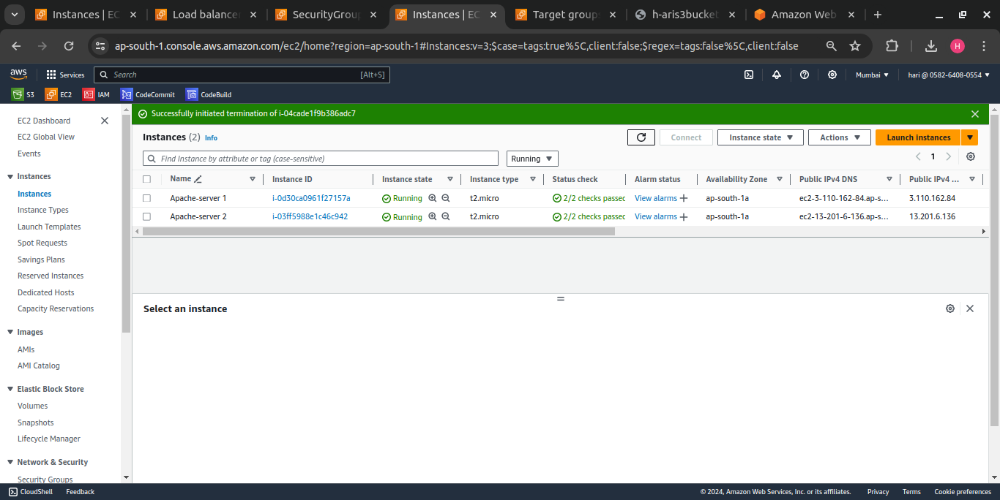 Instances | EC
Load balancer
SecurityGroup
Instances | EC
Target groups
h-aris3bucket
Amazon Web
ap-south-1.console.aws.amazon.com/ec2/home?region=ap-south-1#Instances:v=3;$case=tags:true%5C,client:false;$regex=tags:false%5C,client:false
H
aws
Services
Search
[Alt+S]
Mumbai
hari @ 0582-6408-0554
S3
EC2
IAM
CodeCommit
CodeBuild
EC2 Dashboard
EC2 Global View
Events
Instances
Instances
Instance Types
Launch Templates
Spot Requests
Savings Plans
Reserved Instances
Dedicated Hosts
Capacity Reservations
Images
AMIs
AMI Catalog
Elastic Block Store
Volumes
Snapshots
Lifecycle Manager
Network & Security
Security Groups
Successfully initiated termination of i-04cade1f9b386adc7
Instances (2) Info
Connect
Instance state
Actions
Launch instances
Find Instance by attribute or tag (case-sensitive)
Running
1
Name Instance ID Instance state Instance type Status check Alarm status Availability Zone Public IPv4 DNS Public IPv4 ...
Apache-server 1 i-0d30ca0961f27157a Running t2.micro 2/2 checks passed View alarms ap-south-1a ec2-3-110-162-84.ap-s... 3.110.162.84
Apache-server 2 i-03ff5988e1c46c942 Running t2.micro 2/2 checks passed View alarms ap-south-1a ec2-13-201-6-136.ap-s... 13.201.6.136
Select an instance
CloudShell
Feedback
© 2024, Amazon Web Services, Inc. or its affiliates.
Privacy
Terms
Cookie preferences